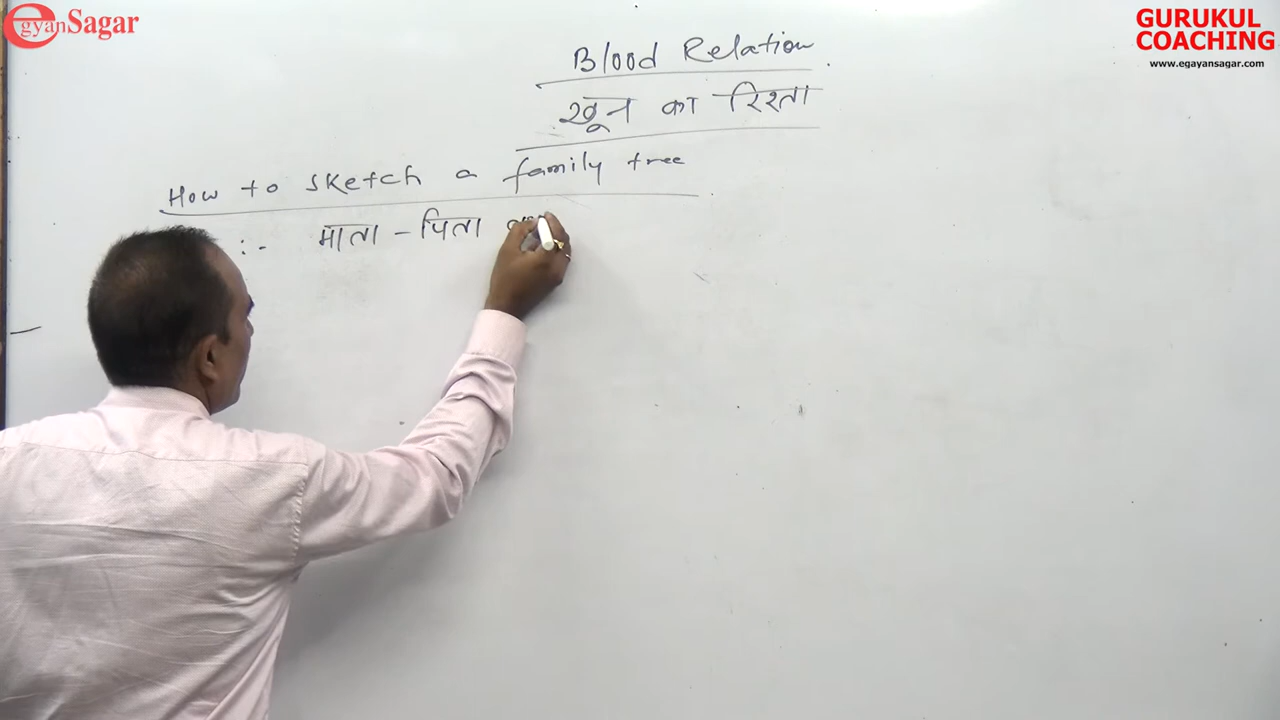 egyanSagar
GURUKUL
COACHING
www.egayansagar.com
Blood Relation
खून का रिश्ता
How to sketch a family tree
:- माता - पिता